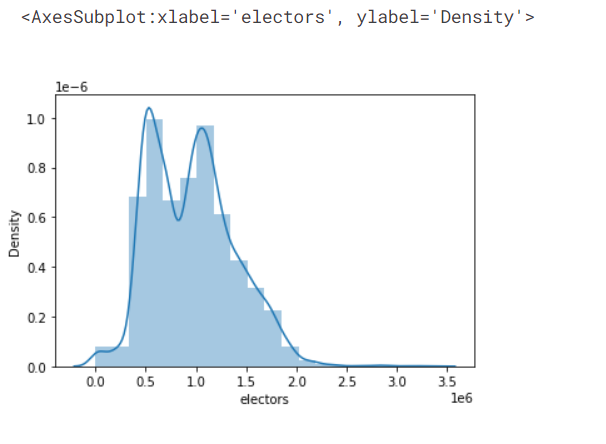 <AxesSubplot:xlabel='electors', ylabel='Density'>
1e−6
1.0
0.8
0.6
0.4
0.2
0.0
Density
0.0 0.5 1.0 1.5 2.0 2.5 3.0 3.5
electors 1e6